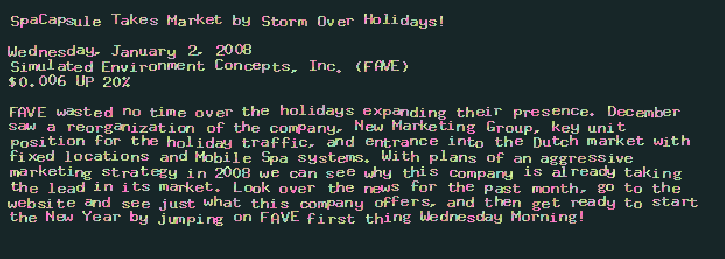 SpaCapsule Takes Market by Storm Over Holidays!
Wednesday, January 2, 2008
Simulated Environment Concepts, Inc. (FAVE)
$0.006 UP 20%
FAVE wasted no time over the holidays expanding their presence. December
saw a reorganization of the company, New Marketing Group, key unit
position for the holiday traffic, and entrance into the Dutch market with
fixed locations and Mobile Spa systems. With plans of an aggressive
marketing strategy in 2008 we can see why this company is already taking
the lead in its market. Look over the news for the past month, go to the
website and see just what this company offers, and then get ready to start
the New Year by jumping on FAVE first thing Wednesday Morning!